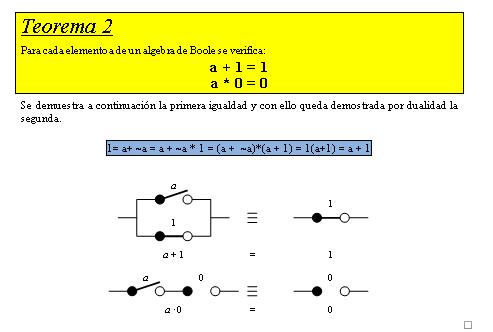 Teorema 2
Para cada elemento a de un algebra de Boole se verifica:
a + 1 = 1
a * 0 = 0
Se demuestra a continuación la primera igualdad y con ello queda demostrada por dualidad la
segunda.
1= a+ ~a = a + ~a * 1 = (a + ~a)*(a + 1) = 1(a+1) = a + 1
a
1
1
a + 1 = 1
a 0 0
a ·0 = 0